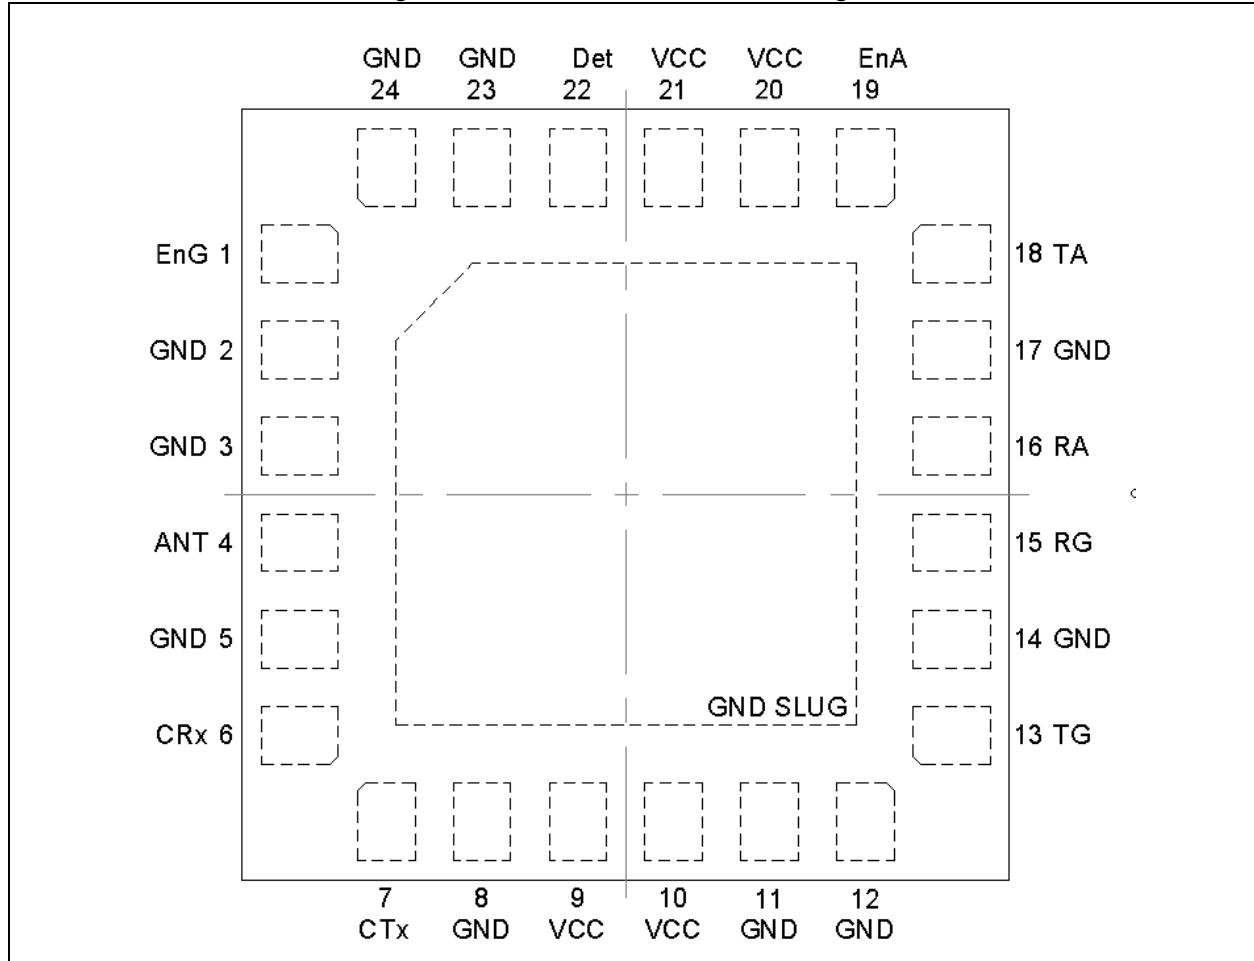 GND GND Det VCC VCC EnA
24 23 22 21 20 19
EnG 1
18 TA
GND 2
17 GND
GND 3
16 RA
ANT 4
15 RG
GND 5
14 GND
GND SLUG
CRx 6
13 TG
7 8 9 10 11 12
CTx GND VCC VCC GND GND